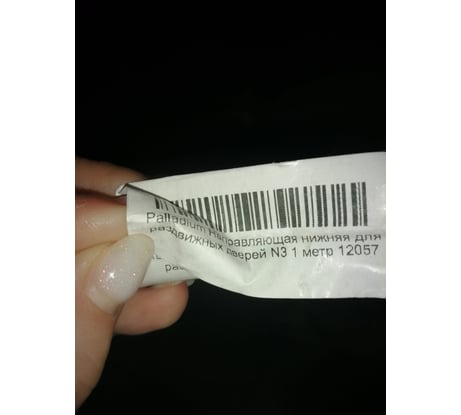 Palladium Направляющая нижняя для
раздвижных дверей N3 1 метр 12057